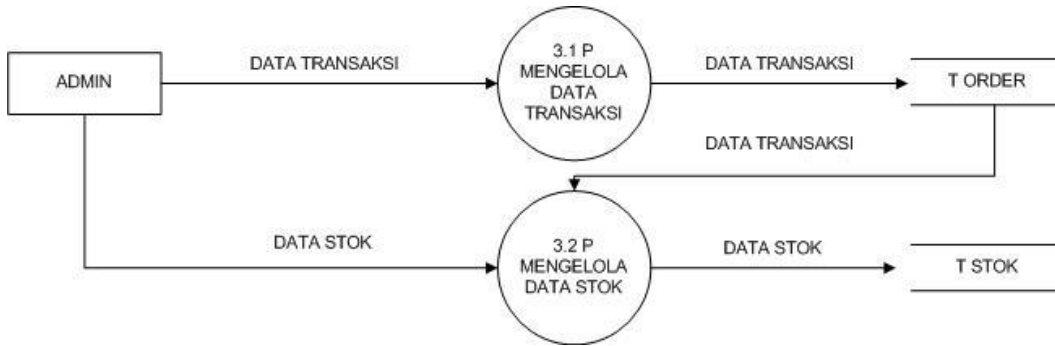 ADMIN
DATA TRANSAKSI
3.1 P
MENGELOLA
DATA
TRANSAKSI
DATA TRANSAKSI
T ORDER
DATA TRANSAKSI
DATA STOK
3.2 P
MENGELOLA
DATA STOK
DATA STOK
T STOK